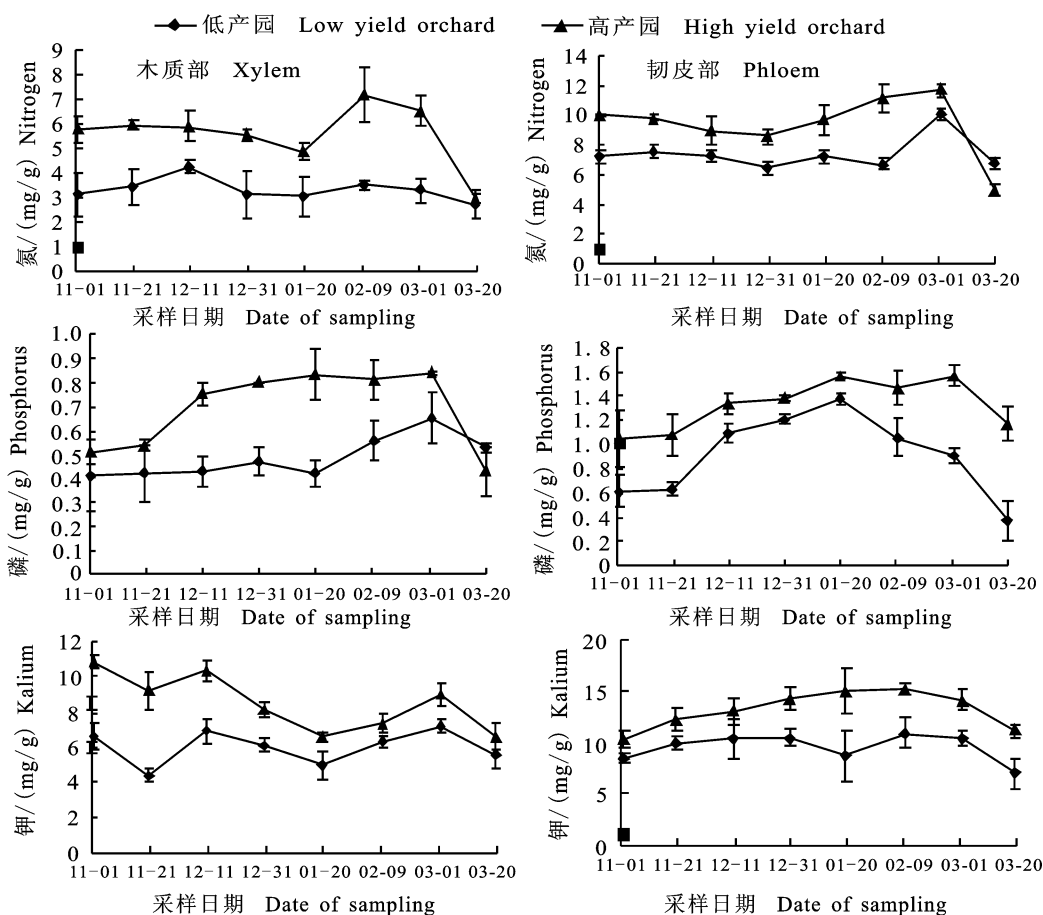 低产园 Low yield orchard 高产园 High yield orchard
木质部 Xylem
氮/(mg/g) Nitrogen
9
8
7
6
5
4
3
2
1
0
11-01 11-21 12-11 12-31 01-20 02-09 03-01 03-20
采样日期 Date of sampling
韧皮部 Phloem
氮/(mg/g) Nitrogen
14
12
10
8
6
4
2
0
11-01 11-21 12-11 12-31 01-20 02-09 03-01 03-20
采样日期 Date of sampling
磷/(mg/g) Phosphorus
1.0
0.9
0.8
0.7
0.6
0.5
0.4
0.3
0.2
0.1
0
11-01 11-21 12-11 12-31 01-20 02-09 03-01 03-20
采样日期 Date of sampling
磷/(mg/g) Phosphorus
1.8
1.6
1.4
1.2
1.0
0.8
0.6
0.4
0.2
0
11-01 11-21 12-11 12-31 01-20 02-09 03-01 03-20
采样日期 Date of sampling
钾/(mg/g) Kalium
12
10
8
6
4
2
0
11-01 11-21 12-11 12-31 01-20 02-09 03-01 03-20
采样日期 Date of sampling
钾/(mg/g) Kalium
20
15
10
5
0
11-01 11-21 12-11 12-31 01-20 02-09 03-01 03-20
采样日期 Date of sampling